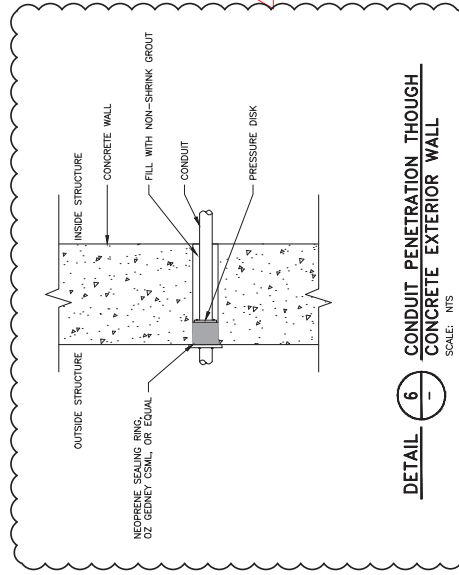 OUTSIDE STRUCTURE
INSIDE STRUCTURE
CONCRETE WALL
FILL WITH NON-SHRINK GROUT
CONDUIT
PRESSURE DISK
NEOPRENE SEALING RING,
OZ GEDNEY CSML, OR EQUAL
DETAIL 6 CONDUIT PENETRATION THOUGH
- CONCRETE EXTERIOR WALL
SCALE: NTS